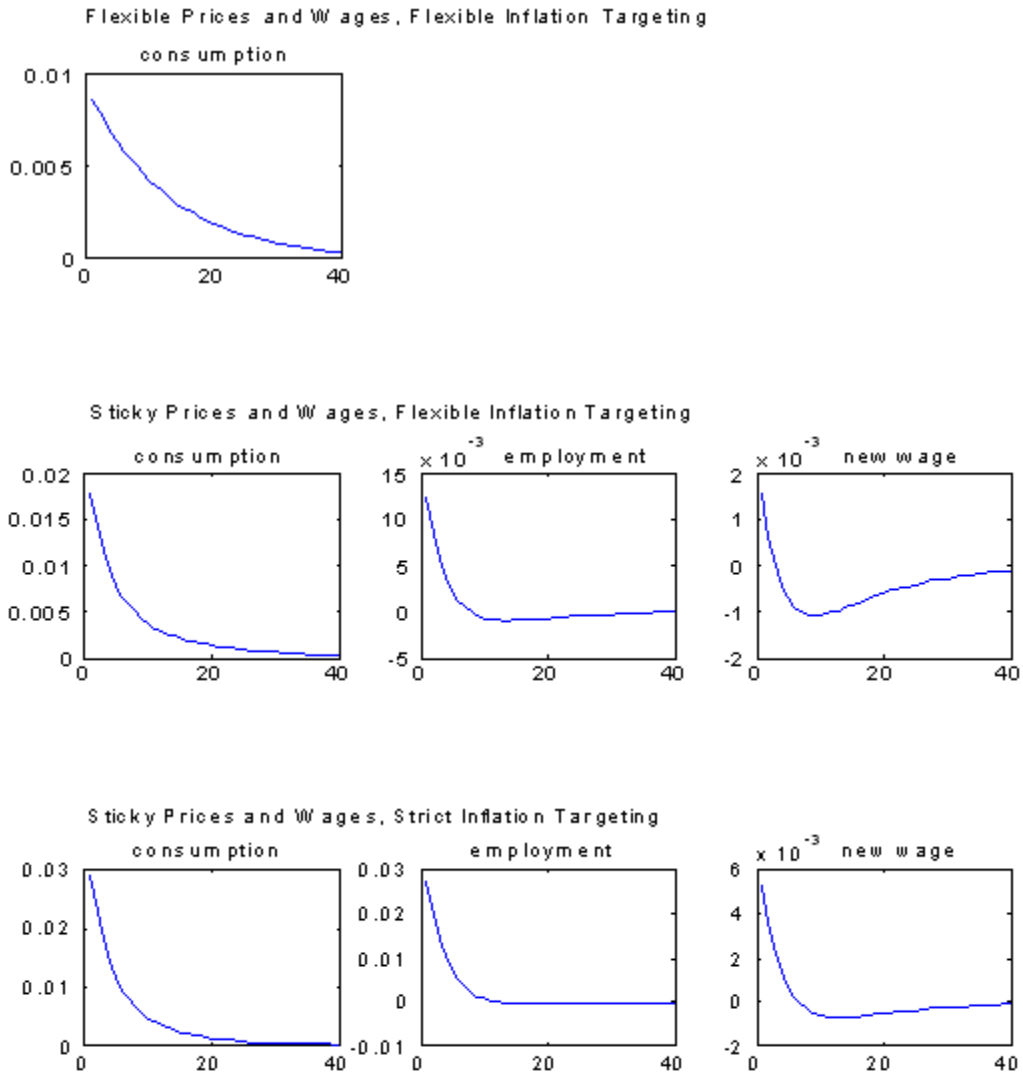 Flexible Prices and Wages, Flexible Inflation Targeting
consumption
0.01
0.005
0
0 20 40
Sticky Prices and Wages, Flexible Inflation Targeting
consumption
0.02
0.015
0.01
0.005
0
0 20 40
x 10^-3 employment
15
10
5
0
-5
0 20 40
x 10^-3 new wage
2
1
0
-1
-2
0 20 40
Sticky Prices and Wages, Strict Inflation Targeting
consumption
0.03
0.02
0.01
0
0 20 40
employment
0.03
0.02
0.01
0
-0.01
0 20 40
x 10^-3 new wage
6
4
2
0
-2
0 20 40